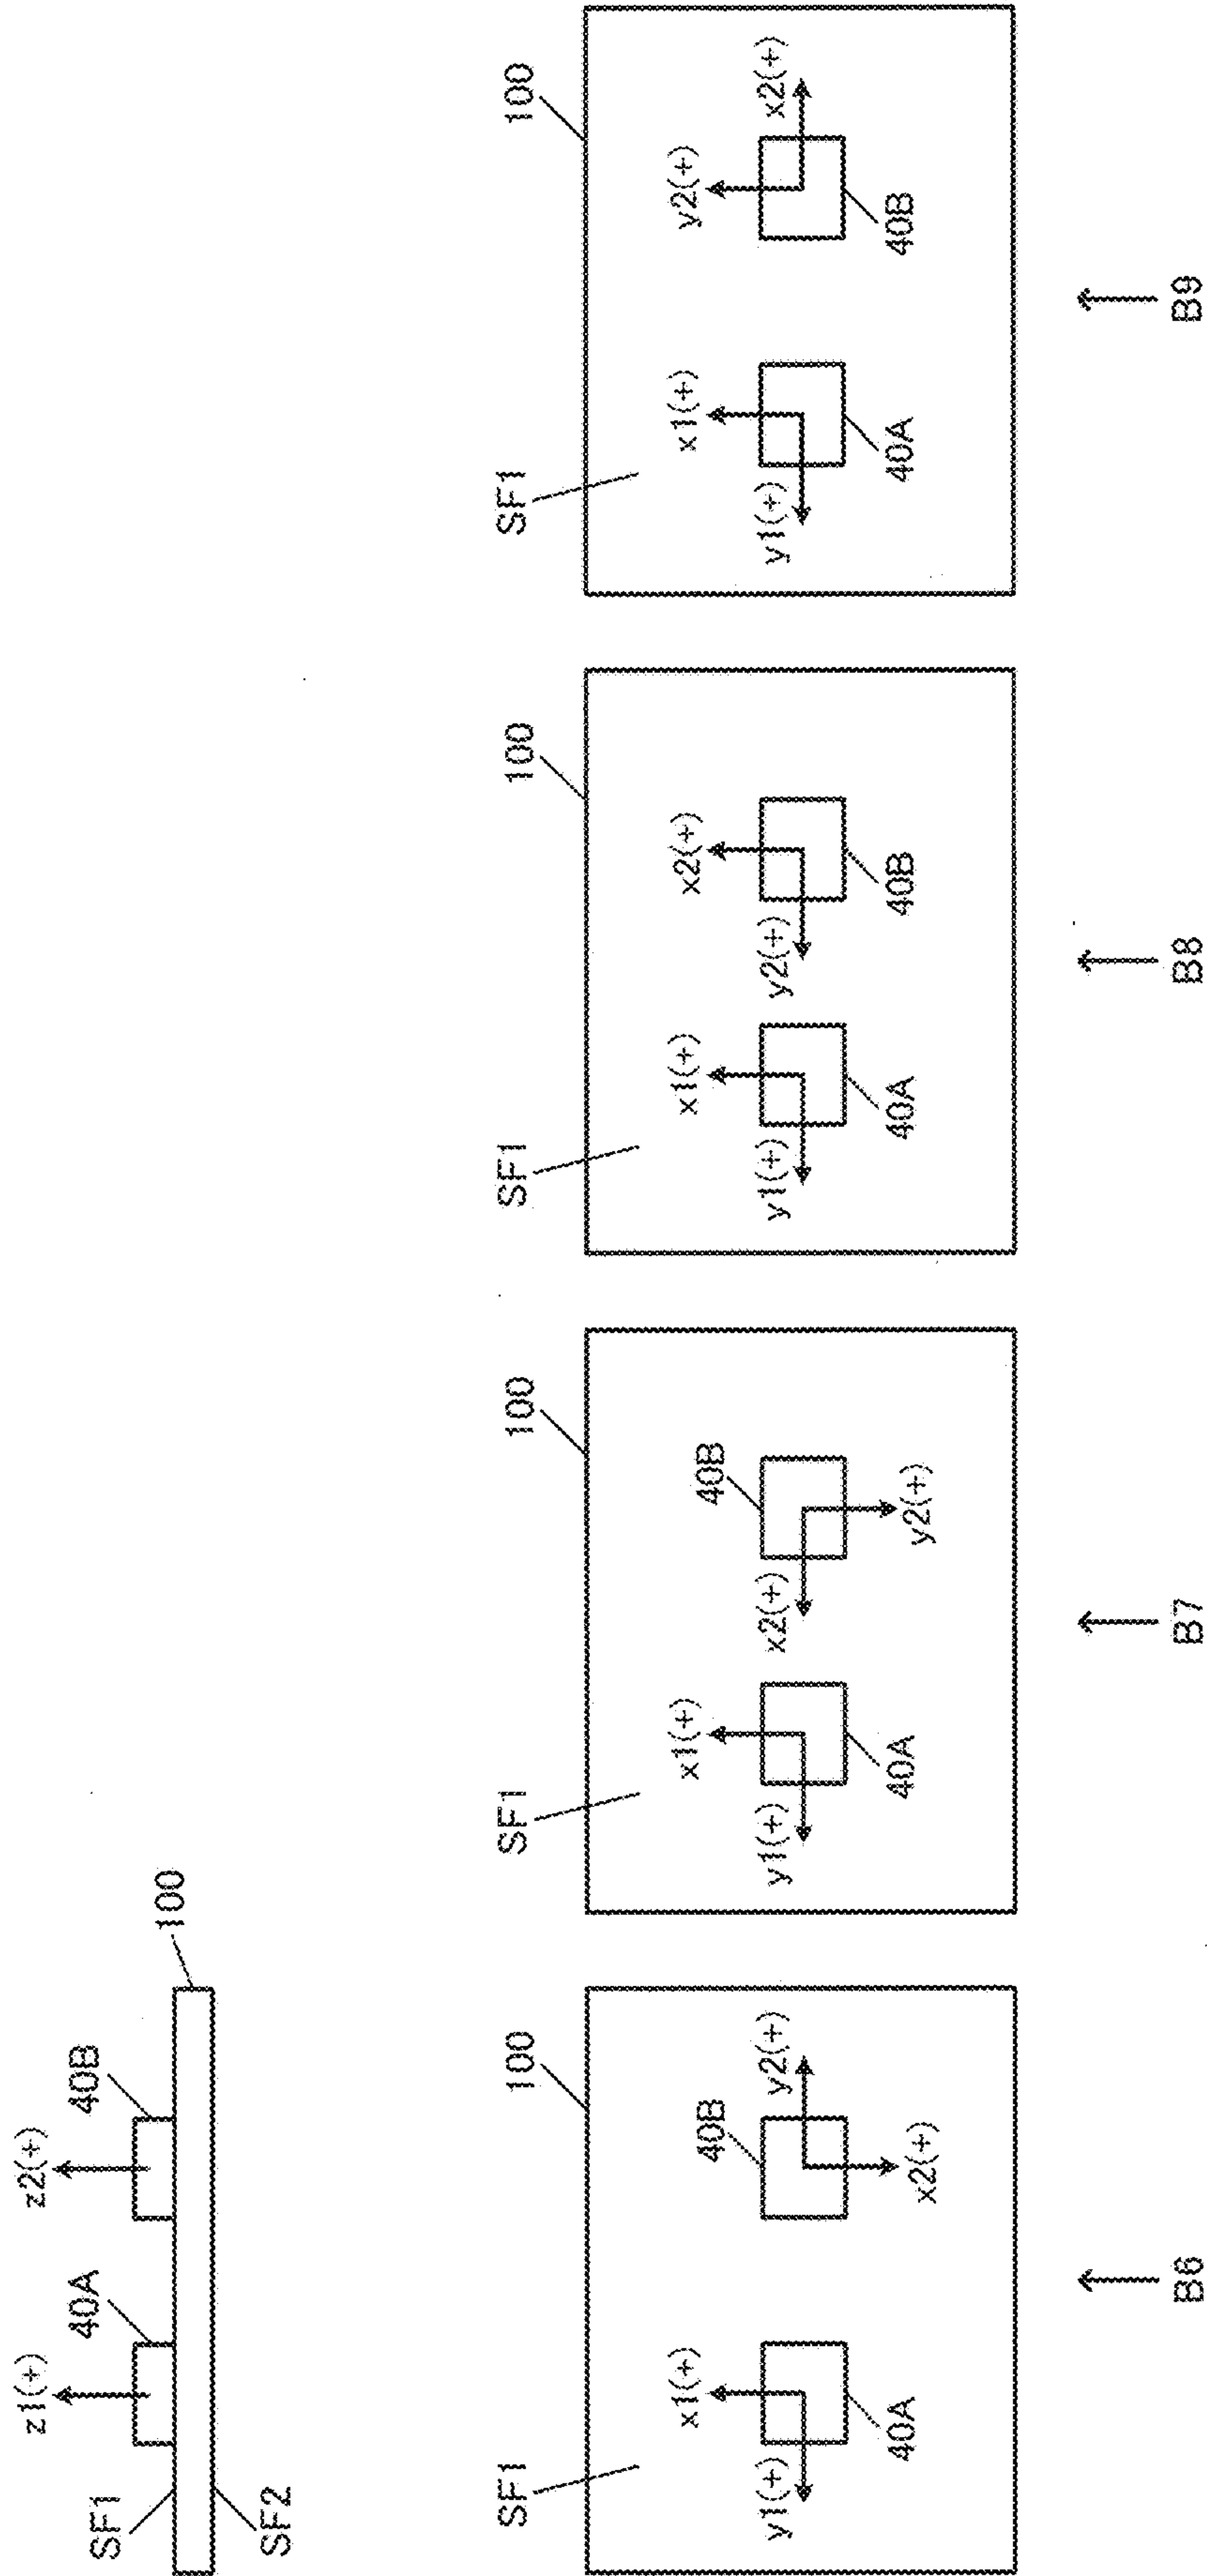 z1(+)
z2(+)
40A
40B
100
SF1
SF2
SF1
100
x1(+)
y1(+)
40A
40B
y2(+)
x2(+)
B6
SF1
100
x1(+)
y1(+)
40A
40B
x2(+)
y2(+)
B7
SF1
100
x1(+)
y1(+)
40A
x2(+)
y2(+)
40B
B8
SF1
100
x1(+)
y1(+)
40A
y2(+)
x2(+)
40B
B9